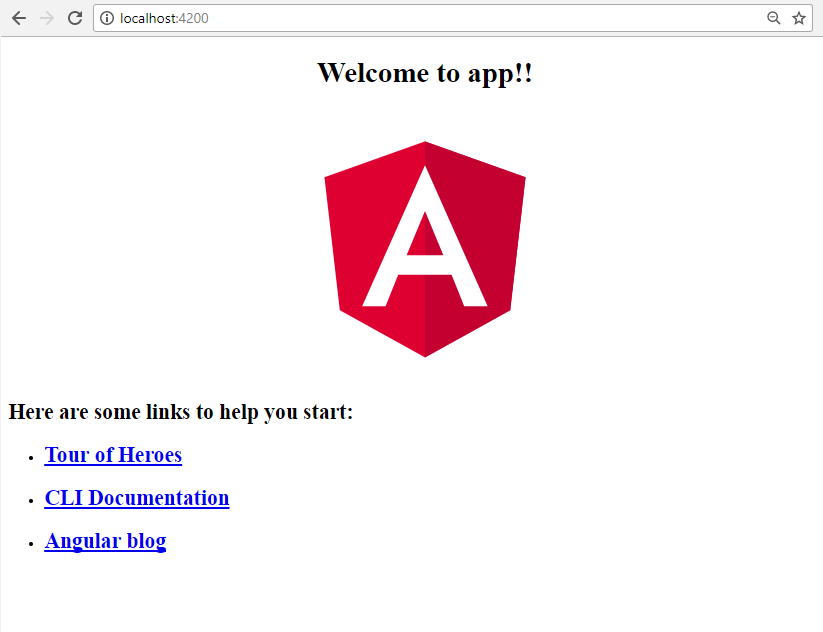 localhost:4200
Welcome to app!!
A
Here are some links to help you start:
Tour of Heroes
CLI Documentation
Angular blog